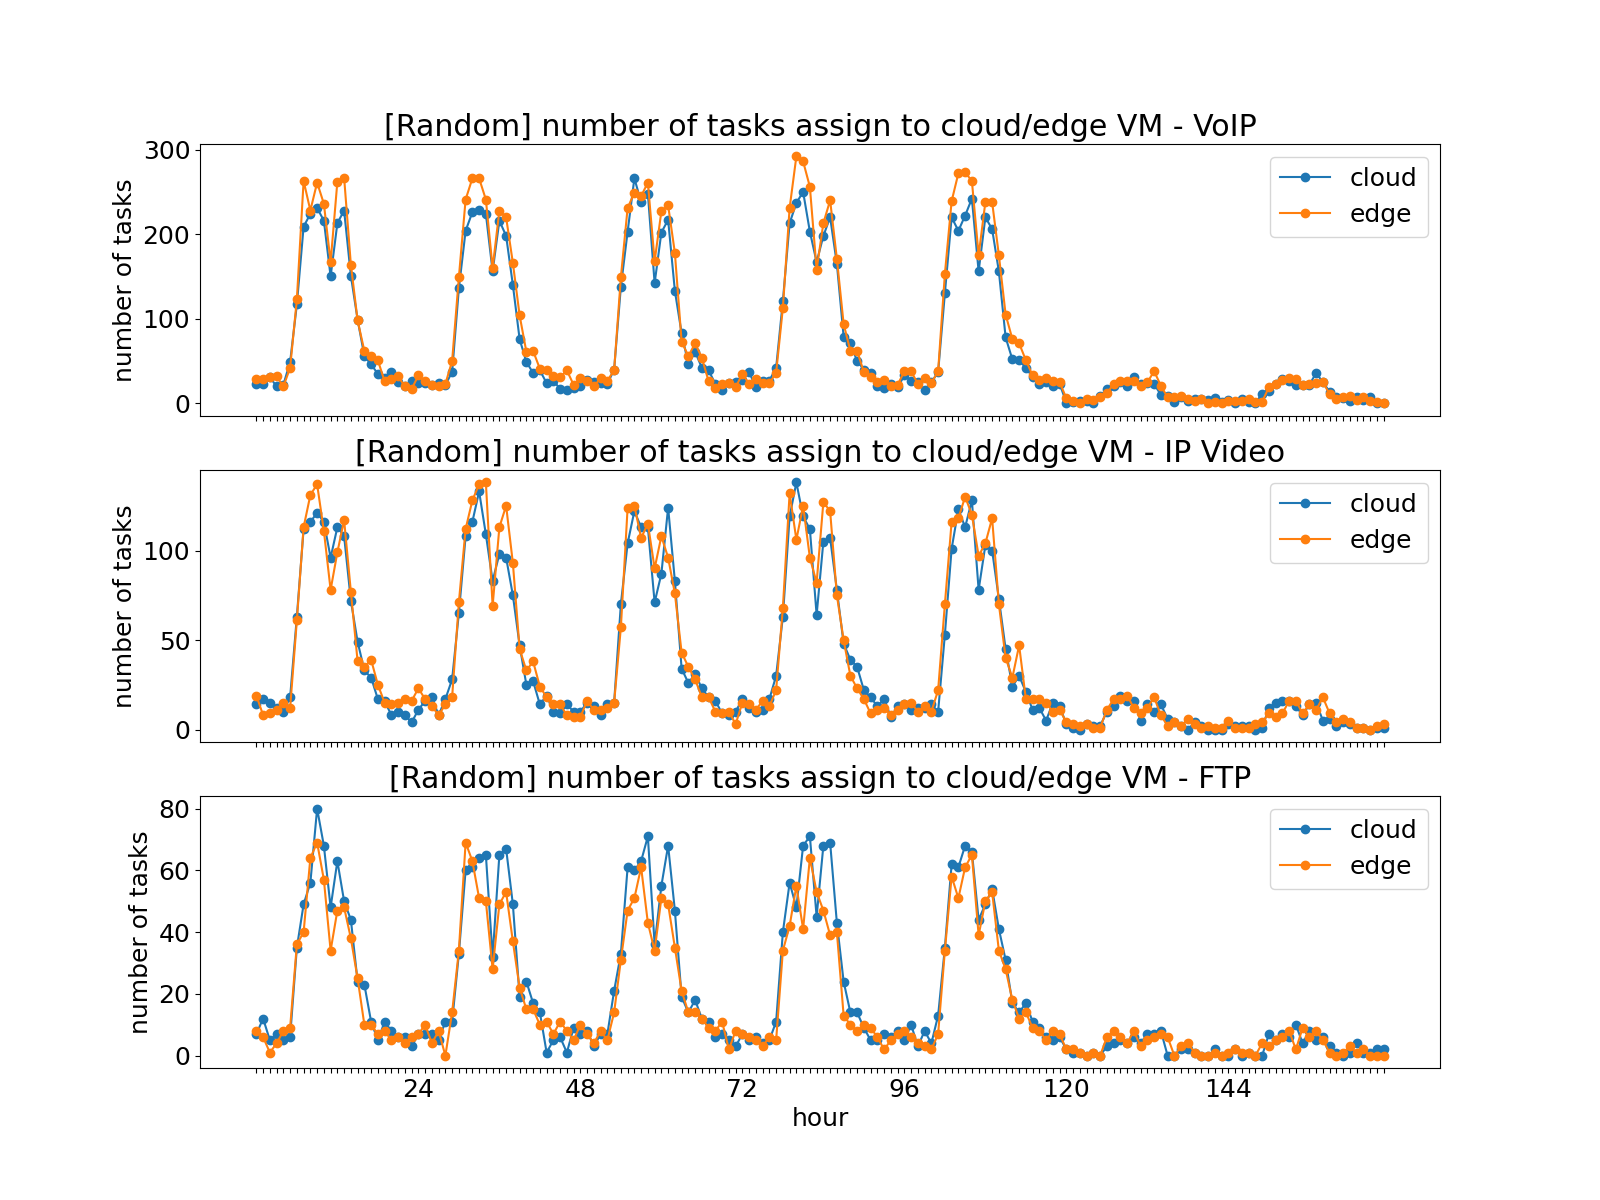 [Random] number of tasks assign to cloud/edge VM - VoIP
number of tasks
300
200
100
0
cloud
edge
[Random] number of tasks assign to cloud/edge VM - IP Video
number of tasks
100
50
0
cloud
edge
[Random] number of tasks assign to cloud/edge VM - FTP
number of tasks
80
60
40
20
0
cloud
edge
24 48 72 96 120 144
hour